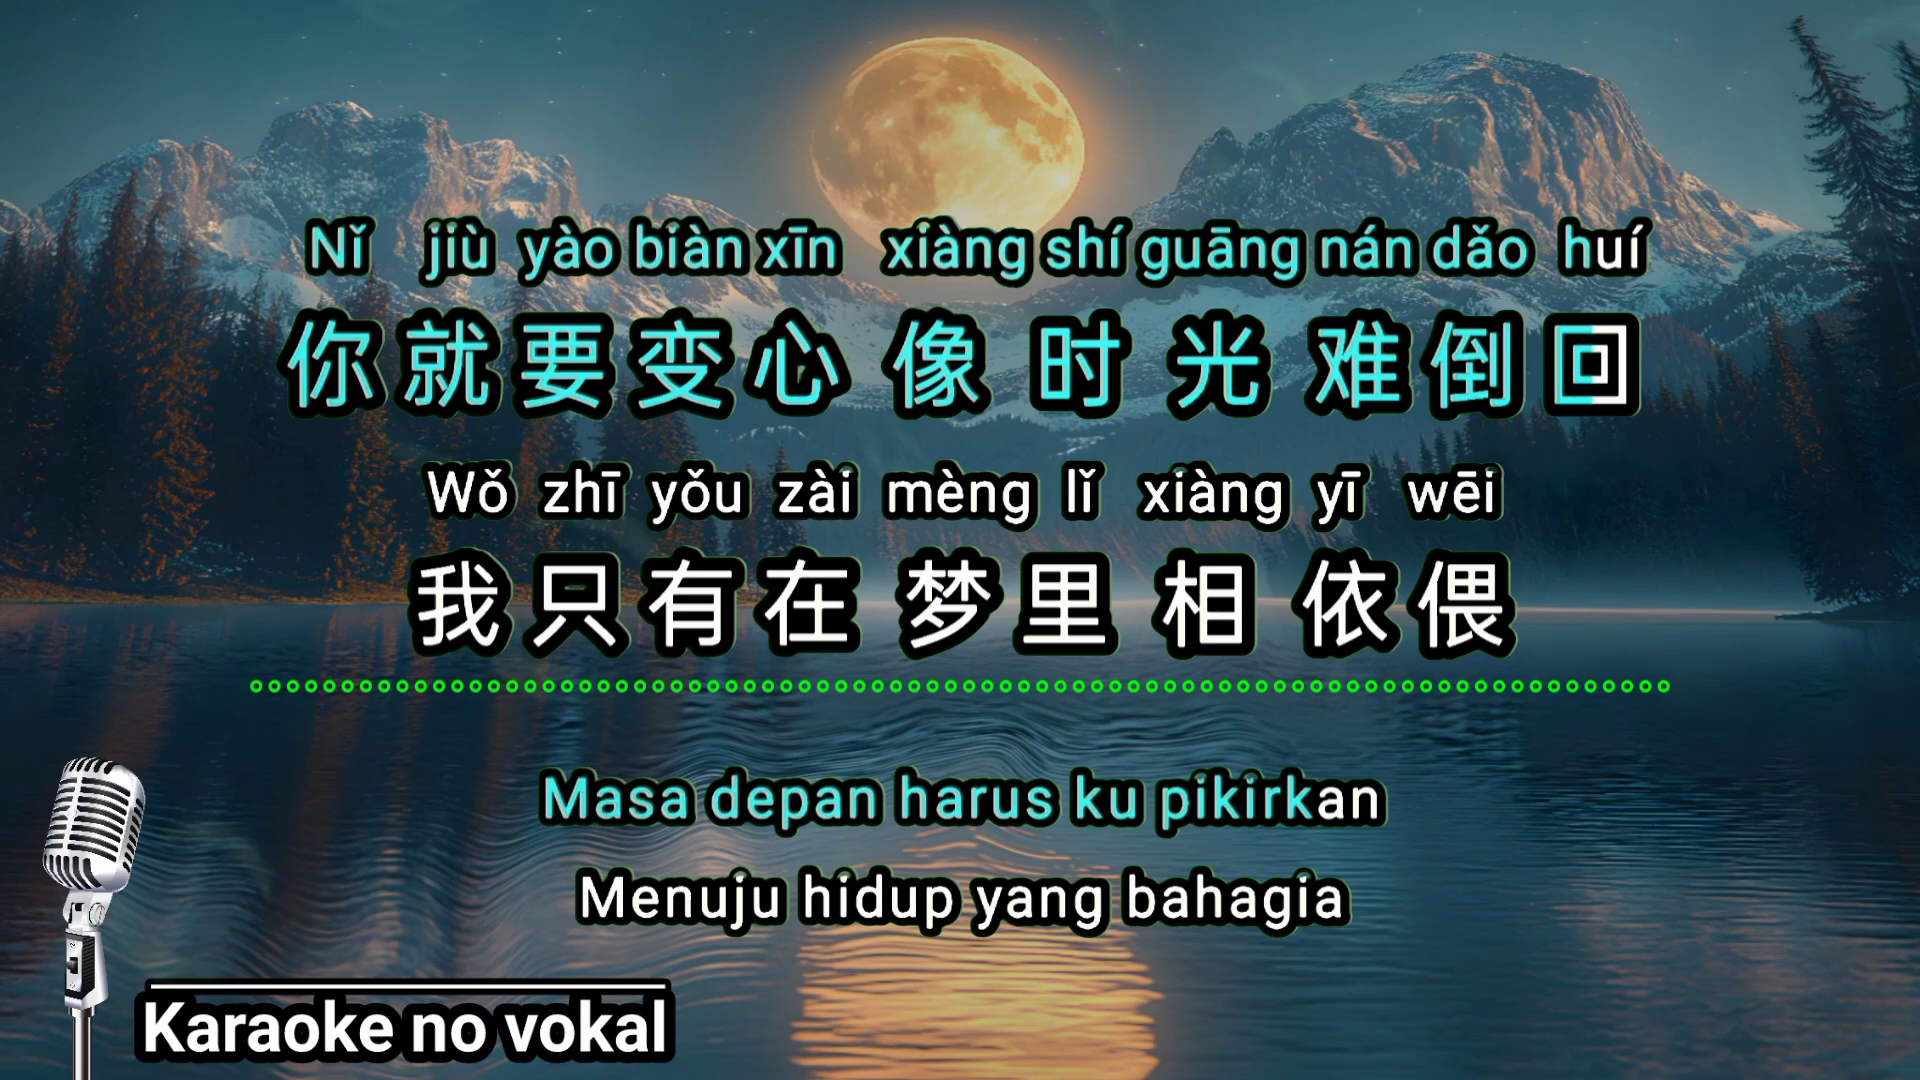 Nǐ jiù yào biàn xīn xiàng shí guāng nán dǎo huí
你就要变心 像 时 光 难倒回
Wǒ zhī yǒu zài mèng lǐ xiàng yī wēi
我只有在 梦里 相 依偎
Masa depan harus ku pikirkan
Menuju hidup yang bahagia
Karaoke no vokal